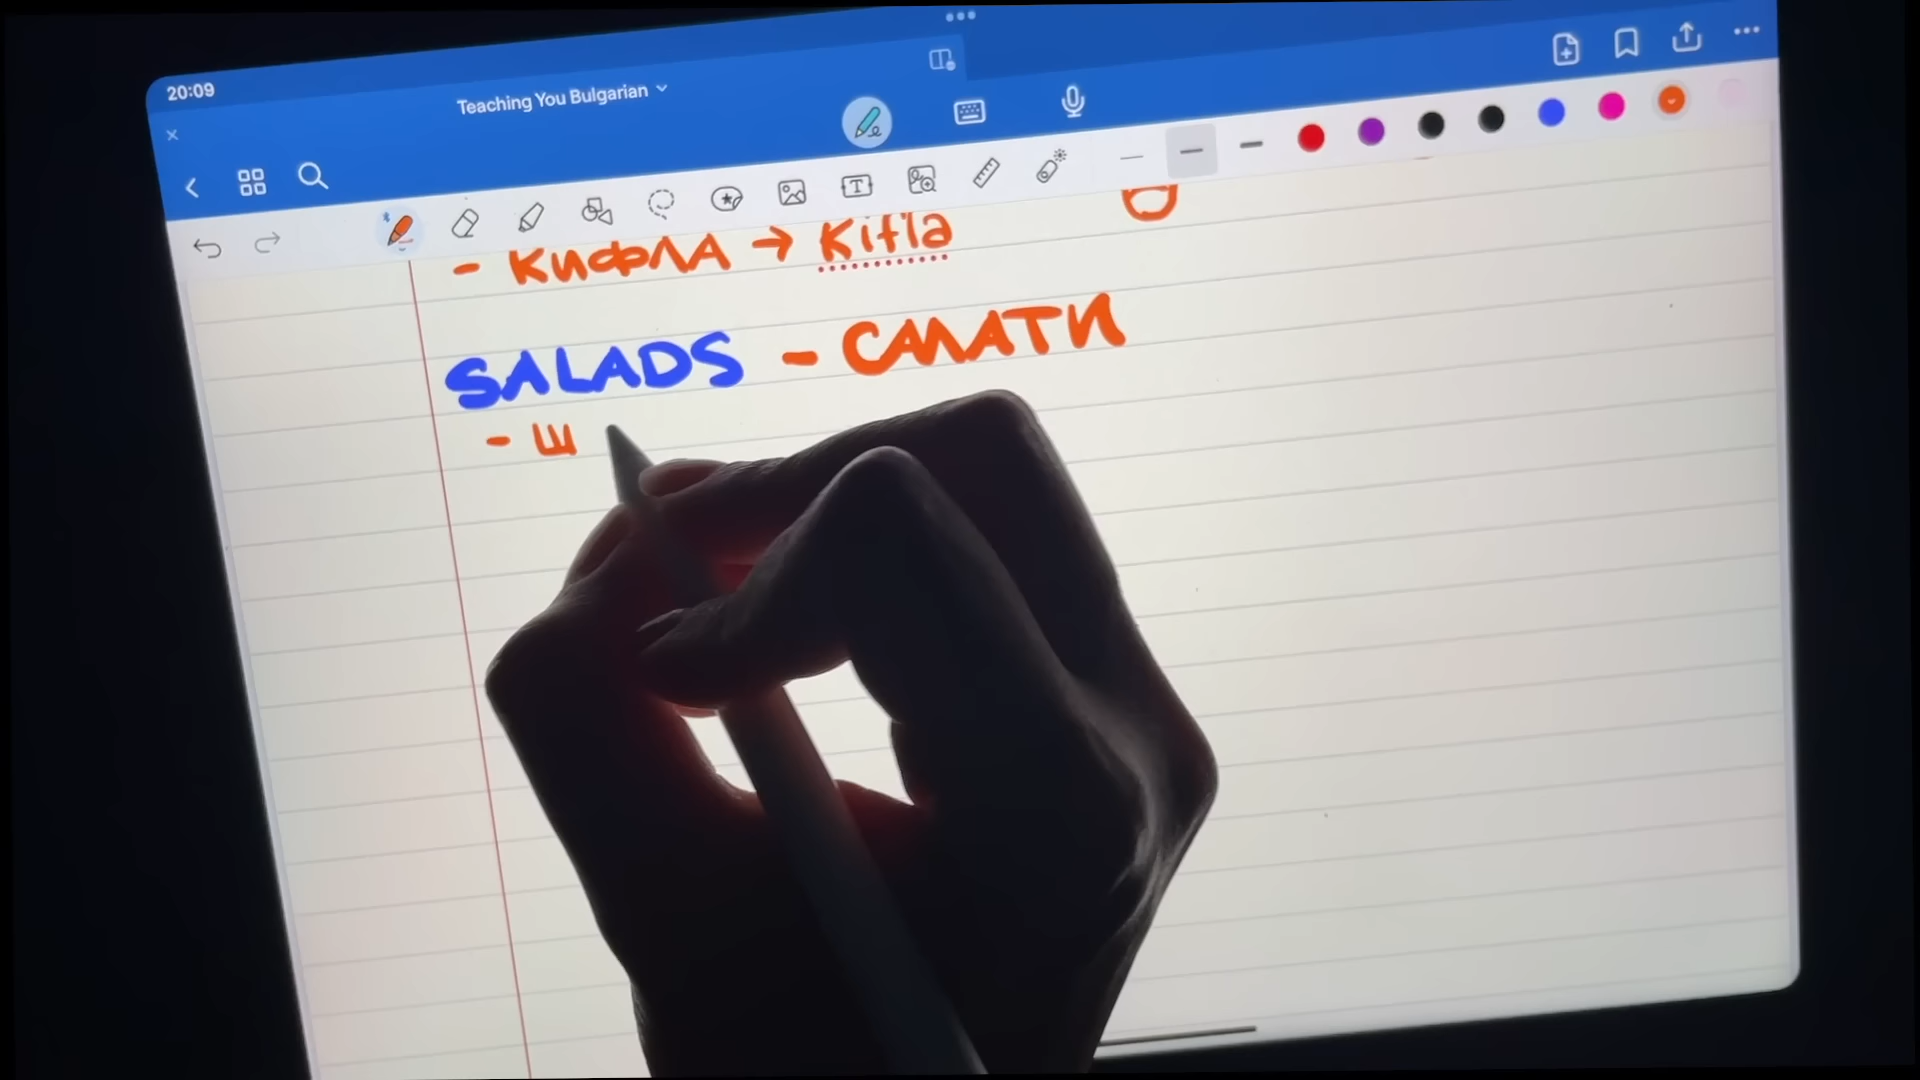 20:09
Teaching You Bulgarian
- КИФЛА → Kifla
SALADS - САЛАТИ
- Ш